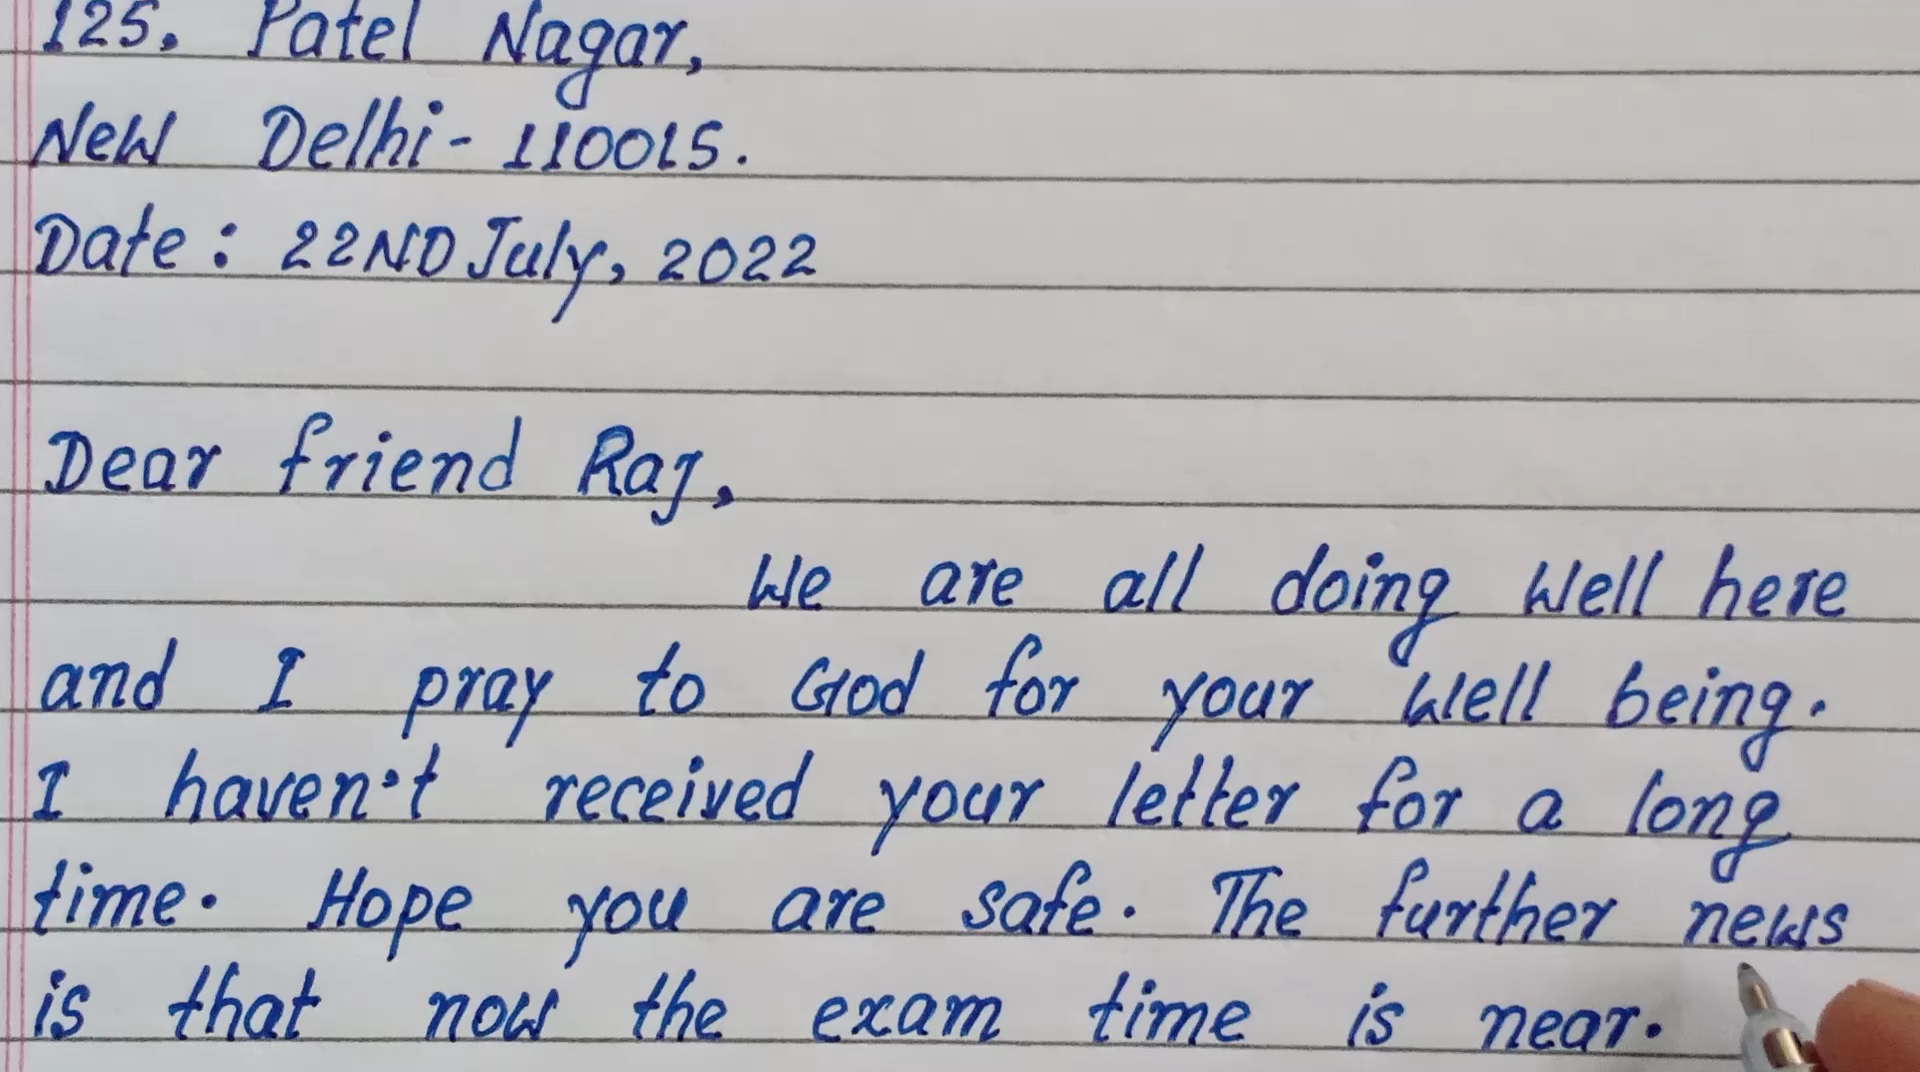 125, Patel Nagar,
New Delhi - 110015.
Date : 22ND July, 2022
Dear friend Raj,
We are all doing well here
and I pray to God for your well being.
I haven't received your letter for a long
time. Hope you are safe. The further news
is that now the exam time is near.